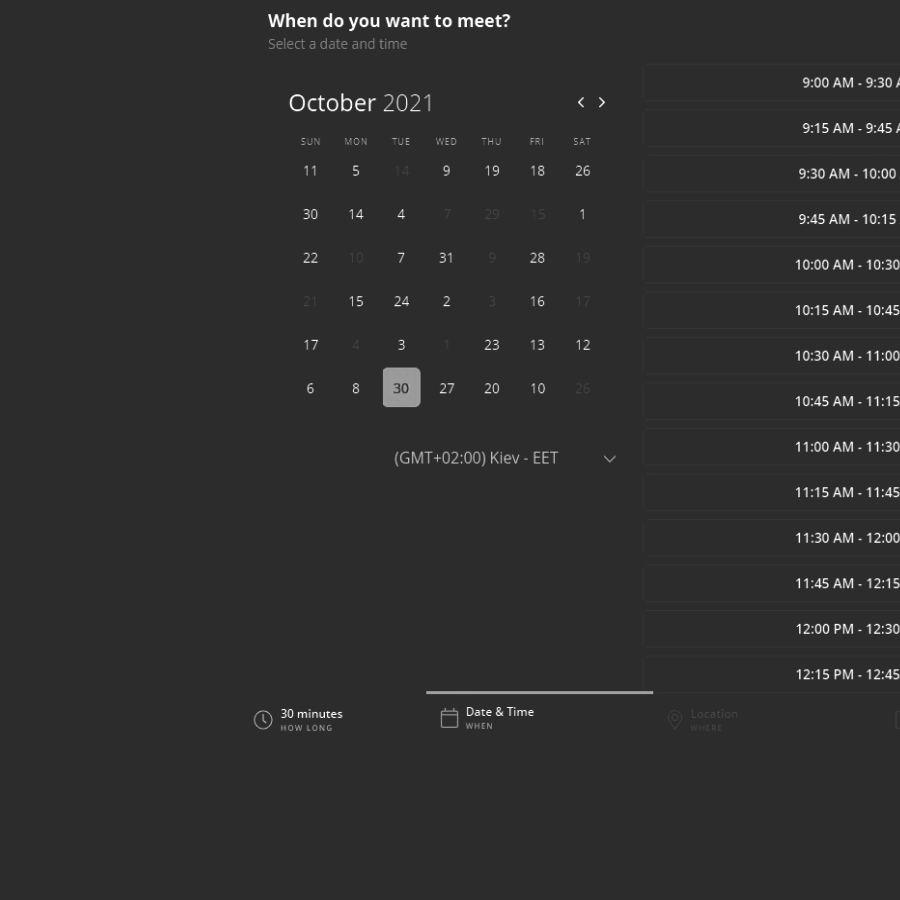 When do you want to meet?
Select a date and time
October 2021
SUN MON TUE WED THU FRI SAT
11 5 14 9 19 18 26
30 14 4 7 29 15 1
22 10 7 31 9 28 19
21 15 24 2 3 16 17
17 4 3 1 23 13 12
6 8 30 27 20 10 26
(GMT+02:00) Kiev - EET
9:00 AM - 9:30
9:15 AM - 9:45
9:30 AM - 10:00
9:45 AM - 10:15
10:00 AM - 10:30
10:15 AM - 10:45
10:30 AM - 11:00
10:45 AM - 11:15
11:00 AM - 11:30
11:15 AM - 11:45
11:30 AM - 12:00
11:45 AM - 12:15
12:00 PM - 12:30
12:15 PM - 12:45
30 minutes
HOW LONG
Date & Time
WHEN
Location
WHERE